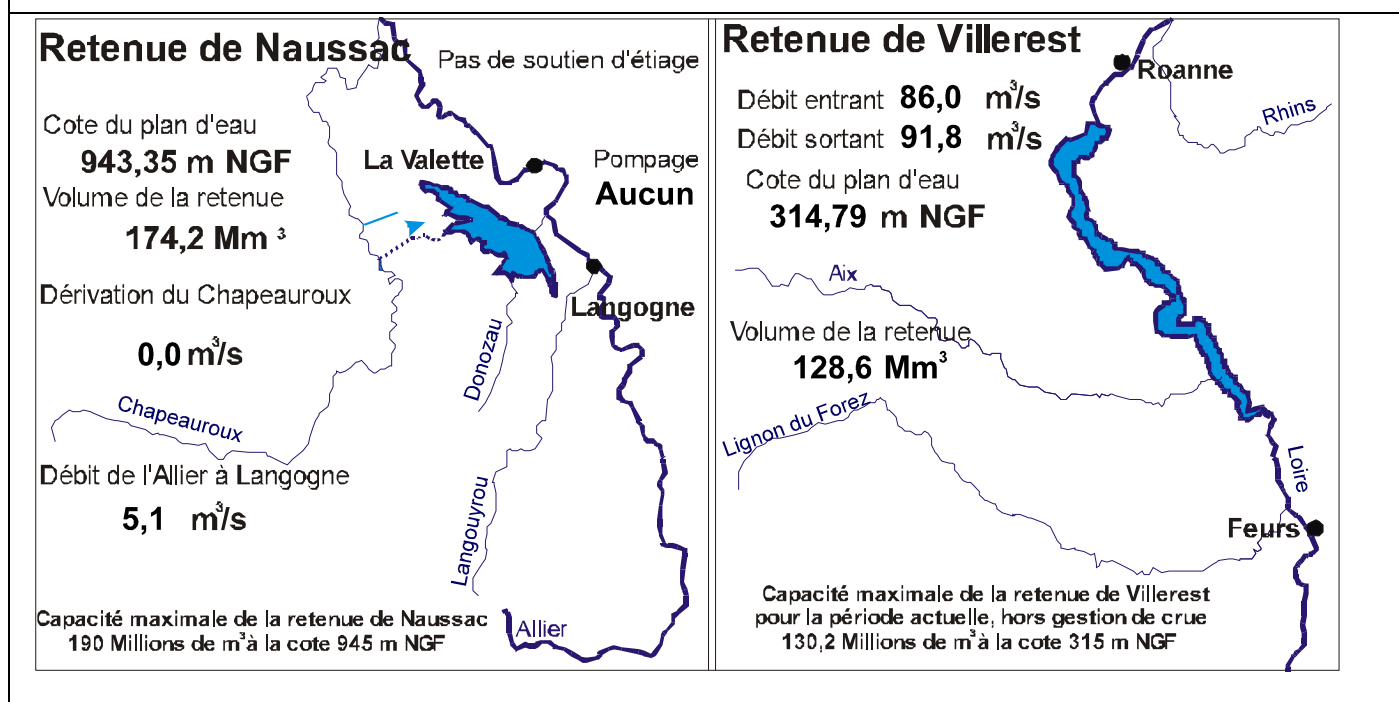 Retenue de Naussac
Pas de soutien d'étiage
Cote du plan d'eau
943,35 m NGF
La Valette
Pompage
Aucun
Volume de la retenue
174,2 Mm ³
Dérivation du Chapeauroux
0,0 m³/s
Langogne
Donozau
Chapeauroux
Débit de l'Allier à Langogne
5,1 m³/s
Langouyrou
Capacité maximale de la retenue de Naussac
190 Millions de m³ à la cote 945 m NGF
Allier
Retenue de Villerest
Roanne
Débit entrant 86,0 m³/s
Débit sortant 91,8 m³/s
Rhins
Cote du plan d'eau
314,79 m NGF
Aix
Volume de la retenue
128,6 Mm³
Lignon du Forez
Loire
Feurs
Capacité maximale de la retenue de Villerest
pour la période actuelle, hors gestion de crue
130,2 Millions de m³ à la cote 315 m NGF